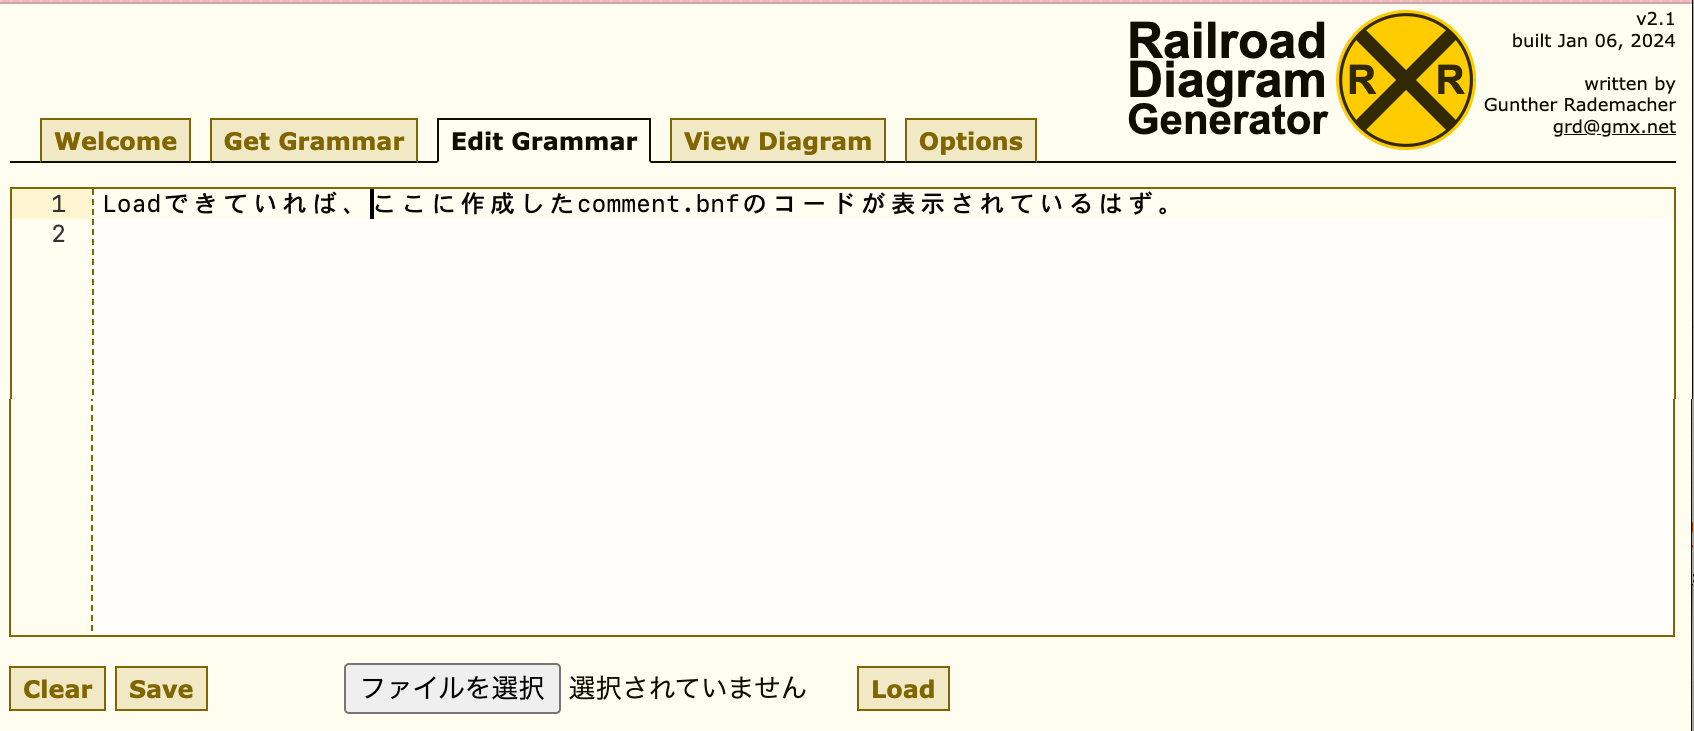 Railroad
Diagram
Generator
R R
v2.1
built Jan 06, 2024
written by
Gunther Rademacher
grd@gmx.net
Welcome
Get Grammar
Edit Grammar
View Diagram
Options
1 Loadできていれば、ここに作成したcomment.bnfのコードが表示されているはず。
2
Clear Save ファイルを選択 選択されていません Load